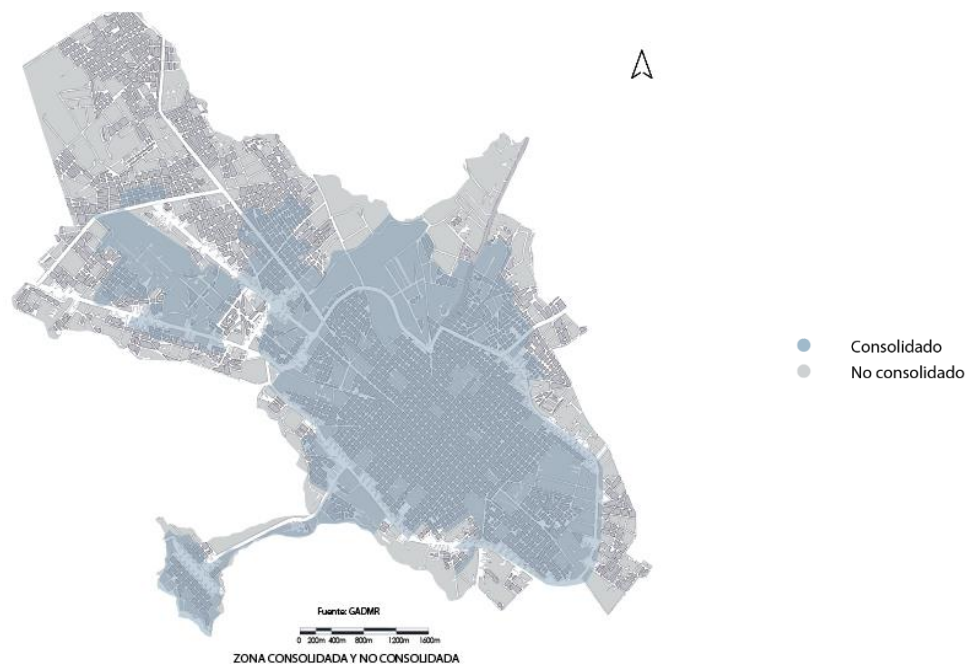 Consolidado
No consolidado
Fuente: GADMR
0 200m 400m 800m 1200m 1600m
ZONA CONSOLIDADA Y NO CONSOLIDADA